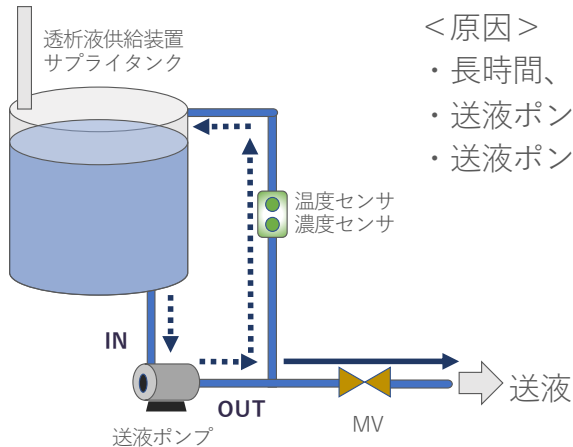 透析液供給装置
サプライタンク
＜原因＞
・長時間、
・送液ポン
・送液ポン
温度センサ
濃度センサ
IN
OUT
送液ポンプ
MV
送液